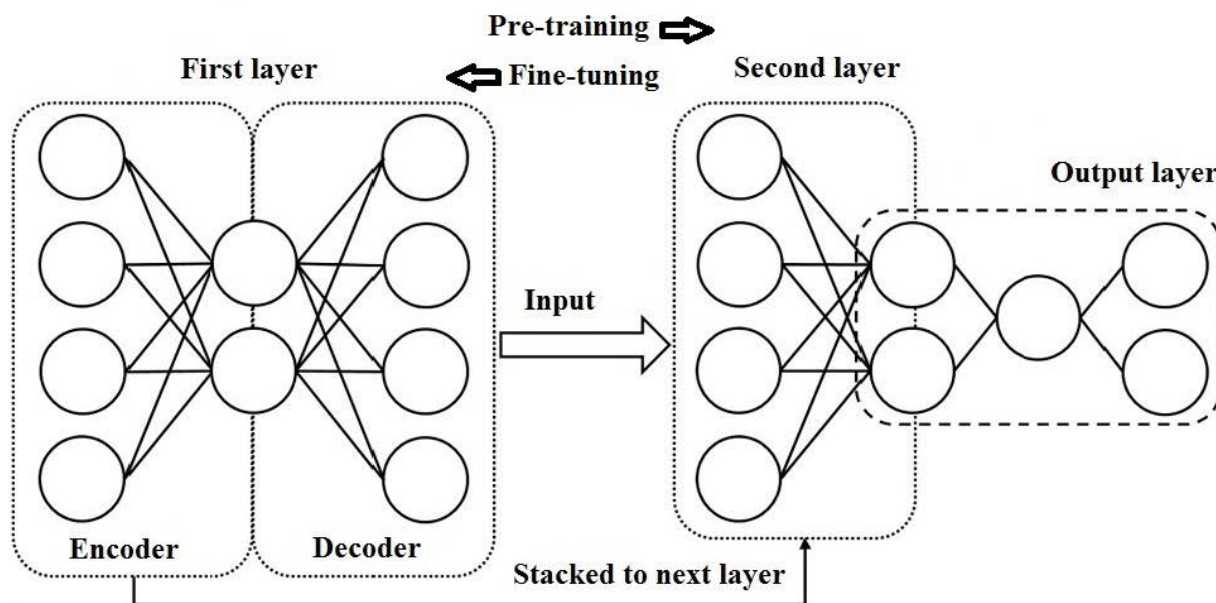 Pre-training
First layer
Fine-tuning
Second layer
Output layer
Input
Encoder
Decoder
Stacked to next layer